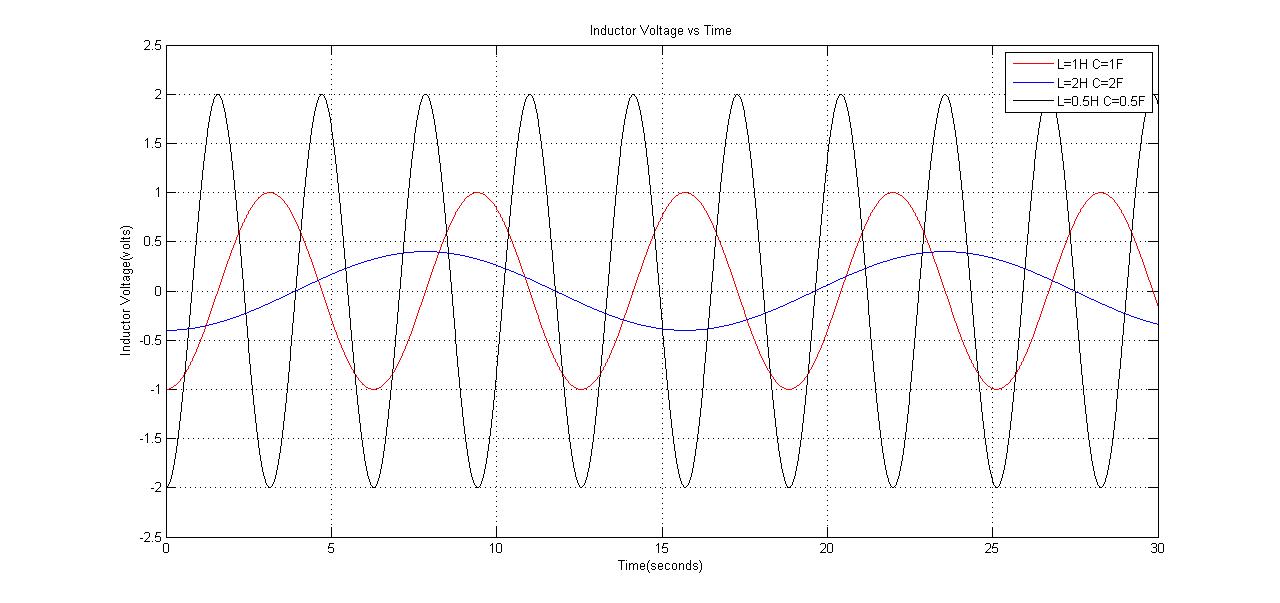 Inductor Voltage vs Time
L=1H C=1F
L=2H C=2F
L=0.5H C=0.5F
2.5
2
1.5
1
0.5
0
-0.5
-1
-1.5
-2
-2.5
Inductor Voltage(volts)
0 5 10 15 20 25 30
Time(seconds)